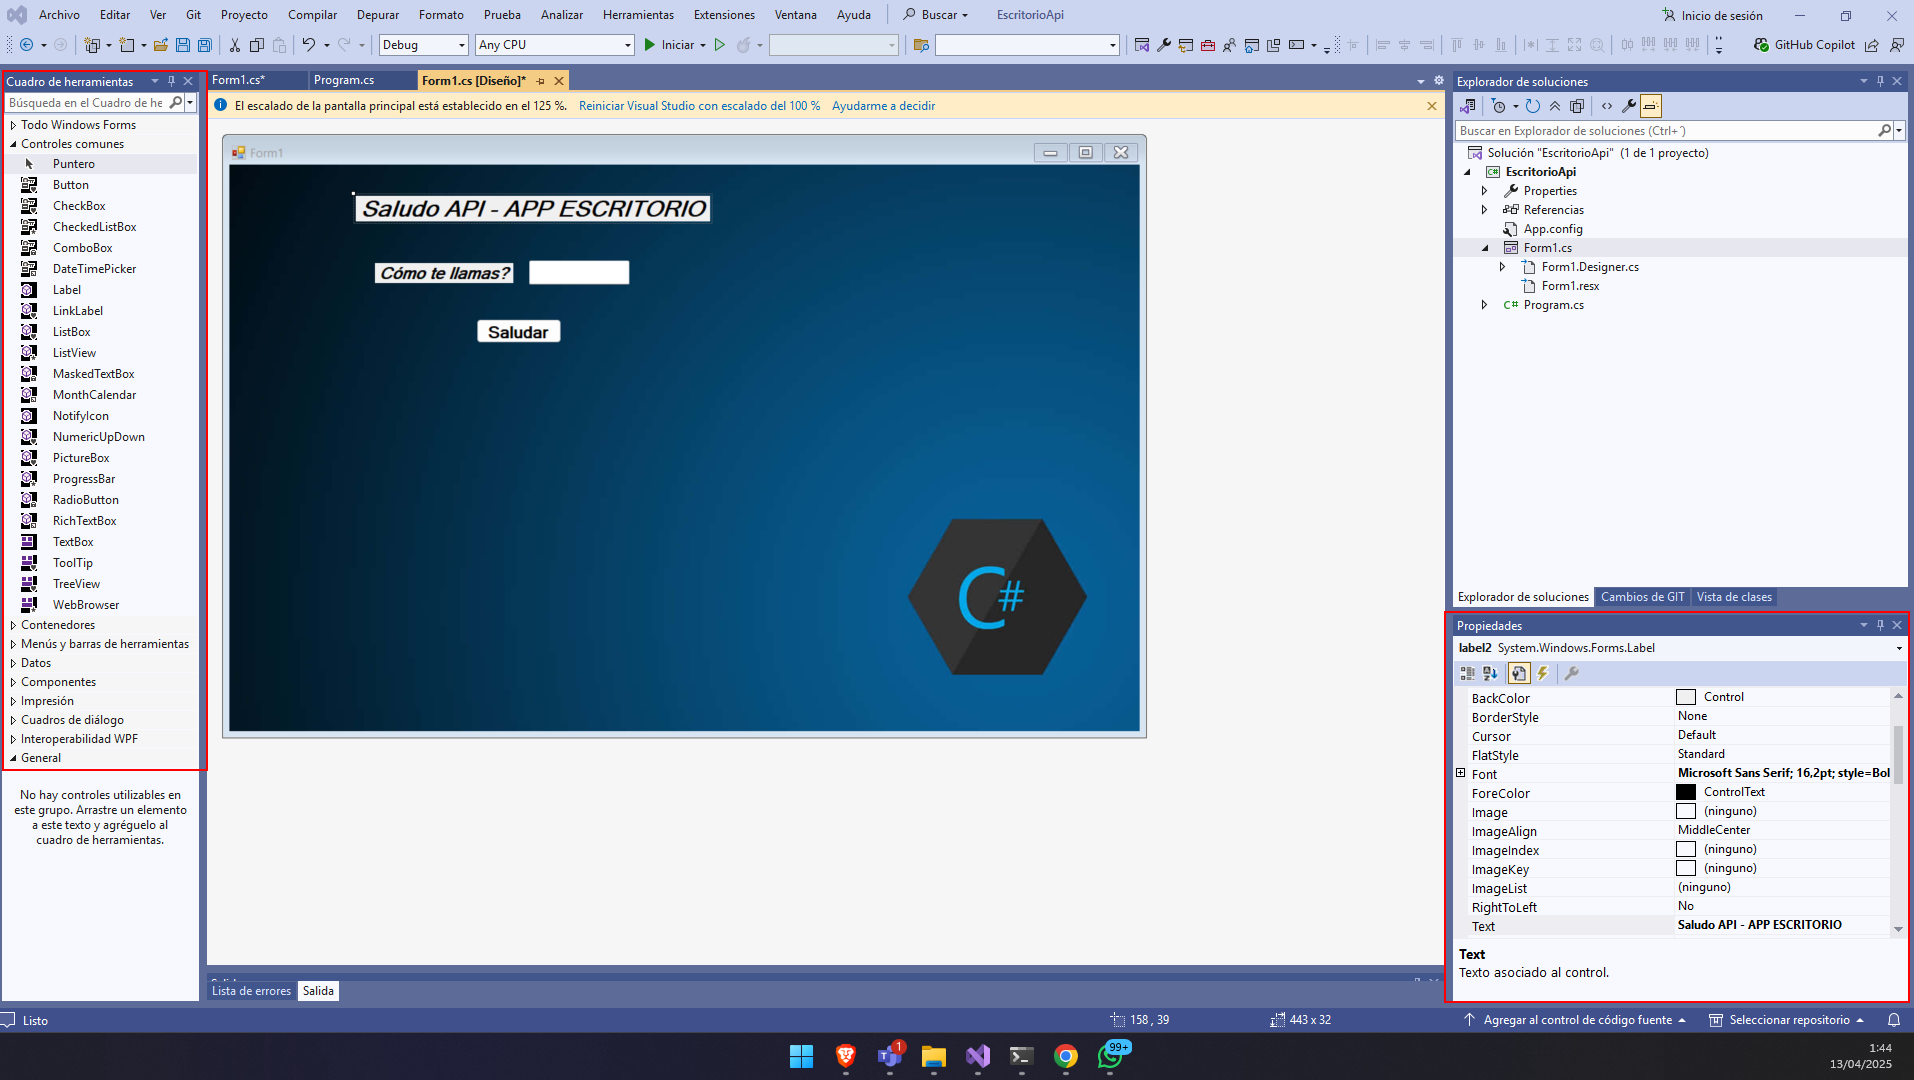 Archivo Editar Ver Git Proyecto Compilar Depurar Formato Prueba Analizar Herramientas Extensiones Ventana Ayuda Buscar EscritorioApi Inicio de sesión
Debug Any CPU Iniciar GitHub Copilot
Cuadro de herramientas
Búsqueda en el Cuadro de he
Todo Windows Forms
Controles comunes
Puntero
Button
CheckBox
CheckedListBox
ComboBox
DateTimePicker
Label
LinkLabel
ListBox
ListView
MaskedTextBox
MonthCalendar
NotifyIcon
NumericUpDown
PictureBox
ProgressBar
RadioButton
RichTextBox
TextBox
ToolTip
TreeView
WebBrowser
Contenedores
Menús y barras de herramientas
Datos
Componentes
Impresión
Cuadros de diálogo
Interoperabilidad WPF
General
No hay controles utilizables en
este grupo. Arrastre un elemento
a este texto y agréguelo al
cuadro de herramientas.
Form1.cs* Program.cs Form1.cs [Diseño]*
El escalado de la pantalla principal está establecido en el 125 %. Reiniciar Visual Studio con escalado del 100 % Ayudarme a decidir
Form1
Saludo API - APP ESCRITORIO
Cómo te llamas?
Saludar
C#
Lista de errores Salida
Explorador de soluciones
Buscar en Explorador de soluciones (Ctrl+´)
Solución "EscritorioApi" (1 de 1 proyecto)
C# EscritorioApi
Properties
Referencias
App.config
Form1.cs
Form1.Designer.cs
Form1.resx
C# Program.cs
Explorador de soluciones Cambios de GIT Vista de clases
Propiedades
label2 System.Windows.Forms.Label
BackColor Control
BorderStyle None
Cursor Default
FlatStyle Standard
Font Microsoft Sans Serif; 16,2pt; style=Bol
ForeColor ControlText
Image (ninguno)
ImageAlign MiddleCenter
ImageIndex (ninguno)
ImageKey (ninguno)
ImageList (ninguno)
RightToLeft No
Text Saludo API - APP ESCRITORIO
Text
Texto asociado al control.
Listo 158 , 39 443 x 32 Agregar al control de código fuente Seleccionar repositorio
1 99+
1:44
13/04/2025